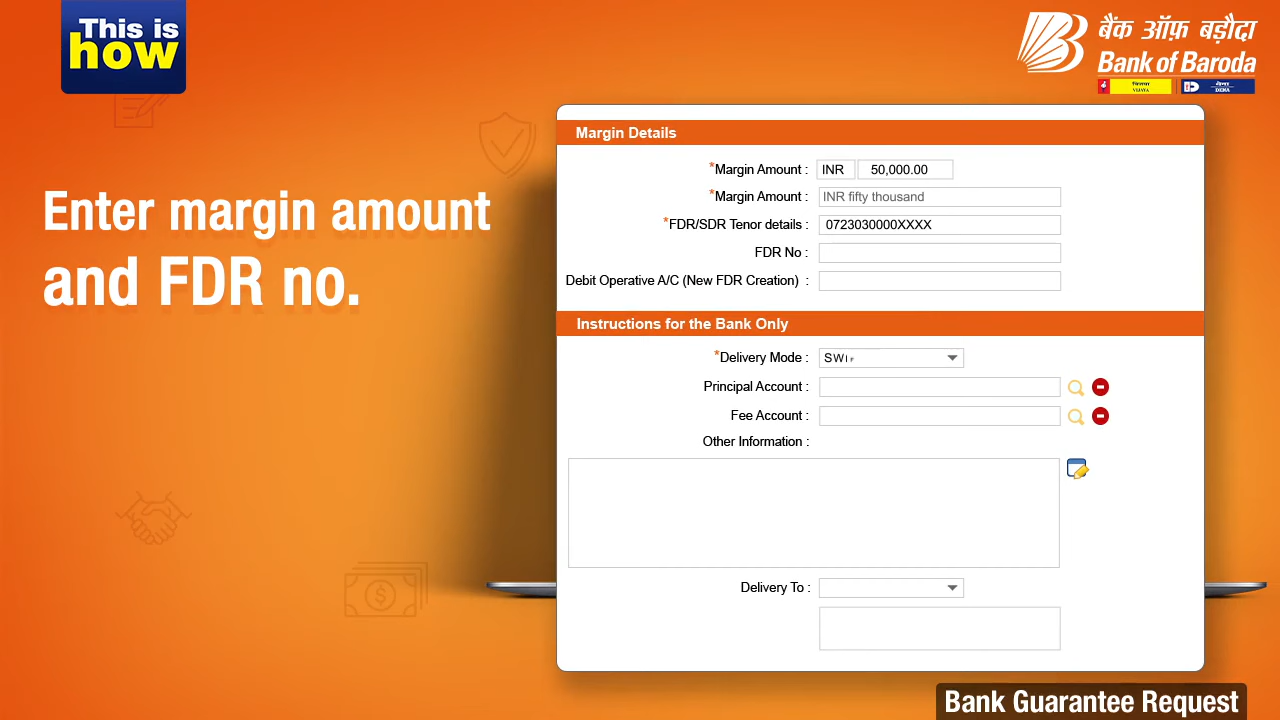 This is
how
बैंक ऑफ़ बड़ौदा
Bank of Baroda
विजया
VIJAYA
देना
DENA
Enter margin amount
and FDR no.
Margin Details
*Margin Amount : INR 50,000.00
*Margin Amount : INR fifty thousand
*FDR/SDR Tenor details : 0723030000XXXX
FDR No :
Debit Operative A/C (New FDR Creation) :
Instructions for the Bank Only
*Delivery Mode :
Principal Account :
Fee Account :
Other Information :
Delivery To :
Bank Guarantee Request